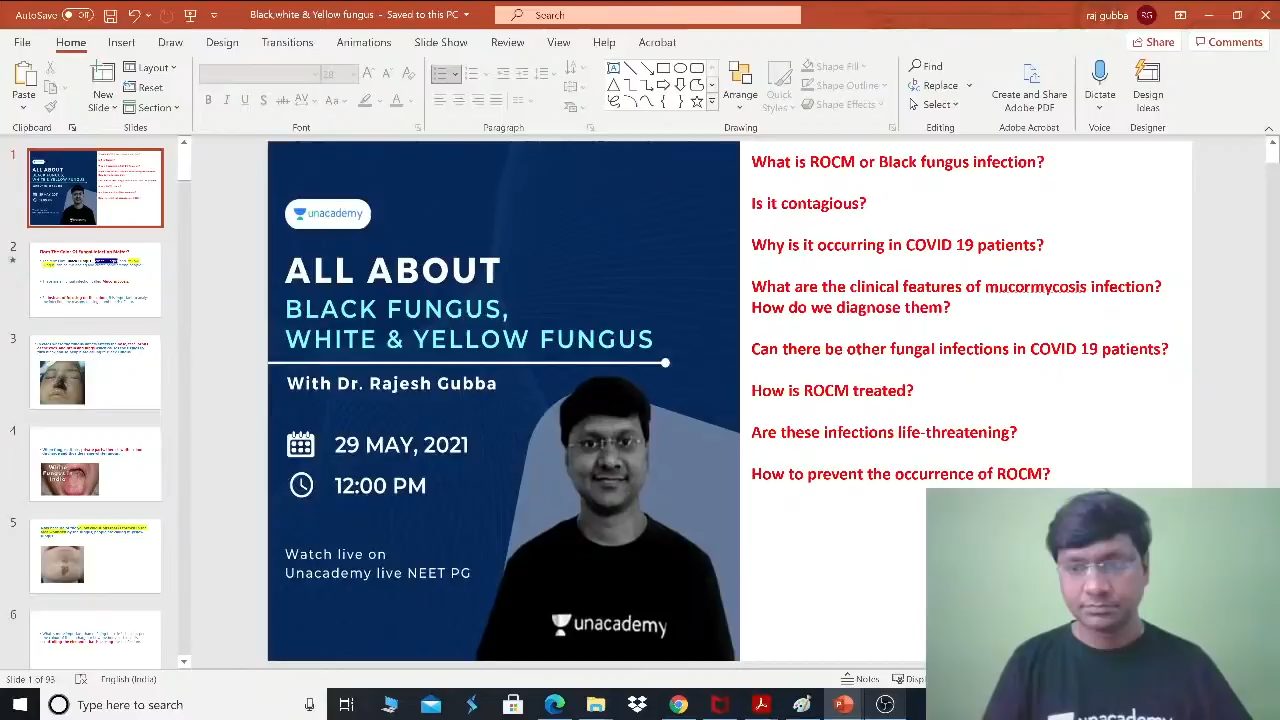 AutoSave Off
Black,white & Yellow fungus - Saved to this PC
Search
raj gubba RG
File Home Insert Draw Design Transitions Animations Slide Show Review View Help Acrobat Share Comments
Paste
New Slide
Layout
Reset
Section
Find
Replace
Select
Arrange
Quick Styles
Shape Fill
Shape Outline
Shape Effects
Create and Share Adobe PDF
Dictate
Design Ideas
Clipboard Slides Font Paragraph Drawing Editing Adobe Acrobat Voice Designer
1
2
3
4
5
6
unacademy
ALL ABOUT
BLACK FUNGUS,
WHITE & YELLOW FUNGUS
With Dr. Rajesh Gubba
29 MAY, 2021
12:00 PM
Watch live on
Unacademy live NEET PG
unacademy
What is ROCM or Black fungus infection?
Is it contagious?
Why is it occurring in COVID 19 patients?
What are the clinical features of mucormycosis infection?
How do we diagnose them?
Can there be other fungal infections in COVID 19 patients?
How is ROCM treated?
Are these infections life-threatening?
How to prevent the occurrence of ROCM?
Slide 1 of 93 English (India) Notes
Type here to search
unacademy